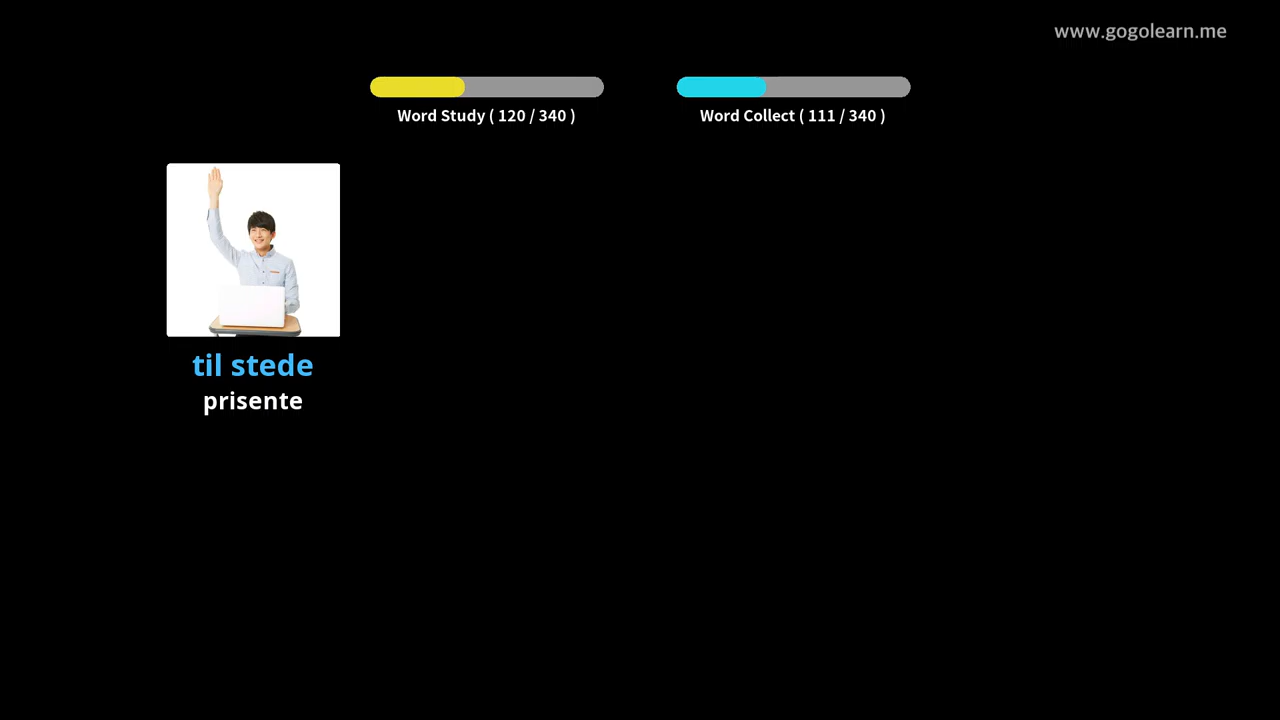 www.gogolearn.me
Word Study ( 120 / 340 )
Word Collect ( 111 / 340 )
til stede
prisente